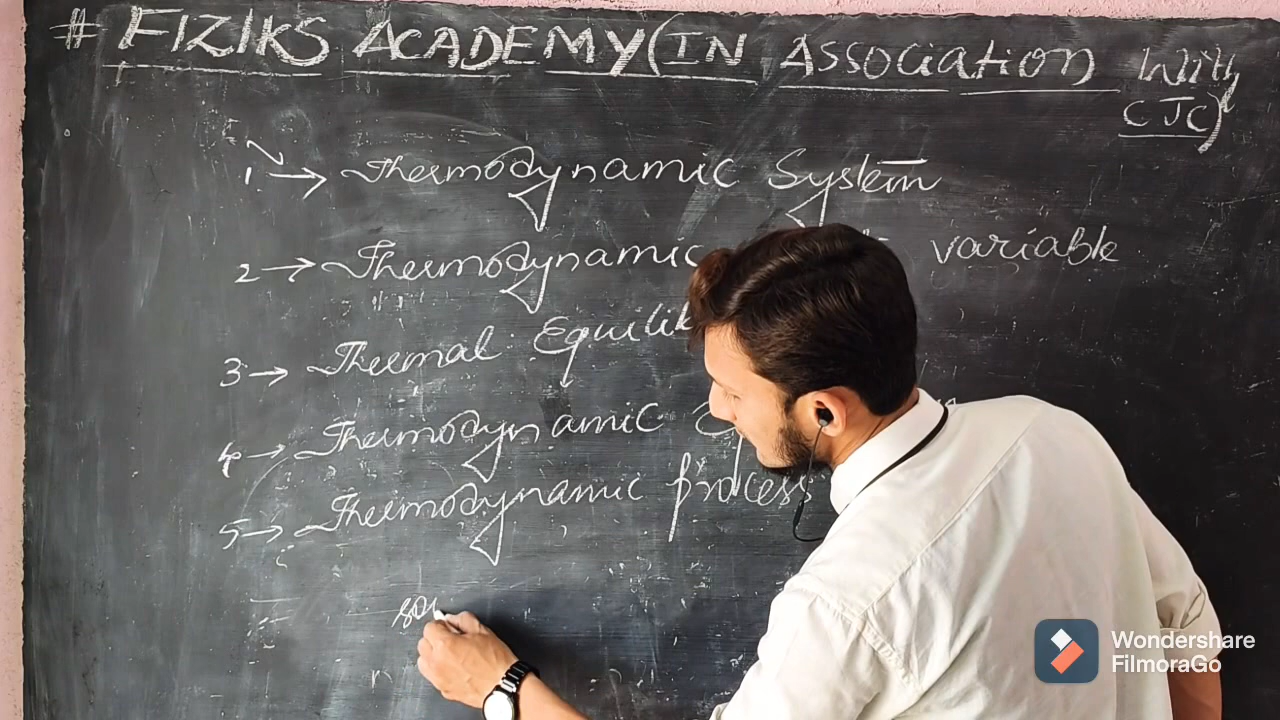 # FIZIKS ACADEMY (IN ASSOCIATION With
CJC)
1 → Thermodynamic System
2 → Thermodynamic variable
3 → Thermal
4 → Thermodynamic
5 → Thermodynamic process
Wondershare
FilmoraGo